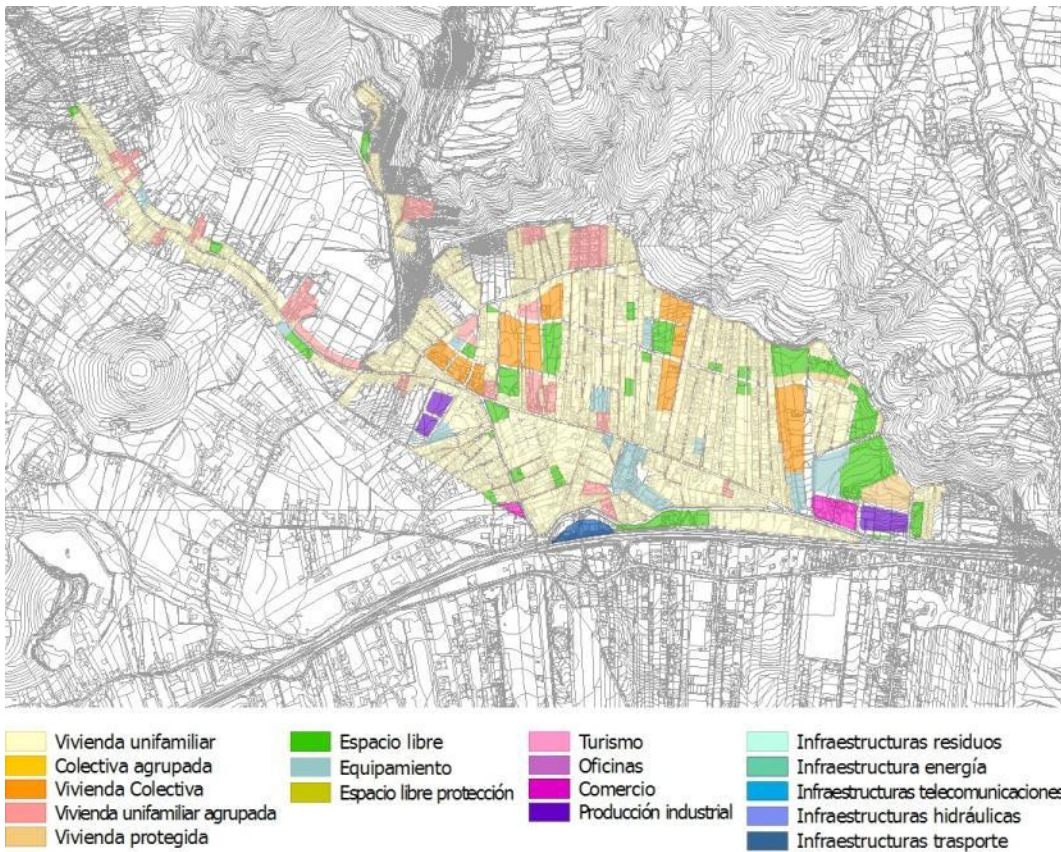 Vivienda unifamiliar
Colectiva agrupada
Vivienda Colectiva
Vivienda unifamiliar agrupada
Vivienda protegida
Espacio libre
Equipamiento
Espacio libre protección
Turismo
Oficinas
Comercio
Producción industrial
Infraestructuras residuos
Infraestructura energía
Infraestructuras telecomunicaciones
Infraestructuras hidráulicas
Infraestructuras trasporte